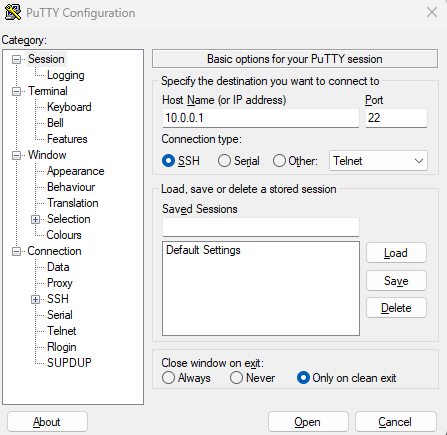 PuTTY Configuration
Category:
Session
Logging
Terminal
Keyboard
Bell
Features
Window
Appearance
Behaviour
Translation
Selection
Colours
Connection
Data
Proxy
SSH
Serial
Telnet
Rlogin
SUPDUP
Basic options for your PuTTY session
Specify the destination you want to connect to
Host Name (or IP address) Port
10.0.0.1 22
Connection type:
SSH Serial Other: Telnet
Load, save or delete a stored session
Saved Sessions
Default Settings
Load
Save
Delete
Close window on exit:
Always Never Only on clean exit
About Open Cancel